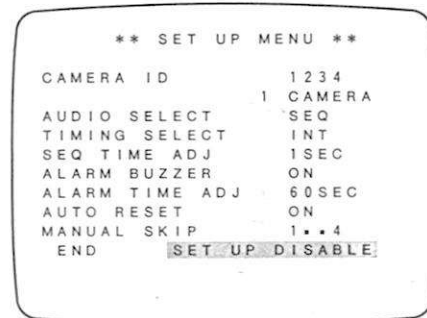 ** SET UP MENU **
CAMERA ID 1234
1 CAMERA
AUDIO SELECT SEQ
TIMING SELECT INT
SEQ TIME ADJ 1SEC
ALARM BUZZER ON
ALARM TIME ADJ 60SEC
AUTO RESET ON
MANUAL SKIP 1▪▪4
END SET UP DISABLE